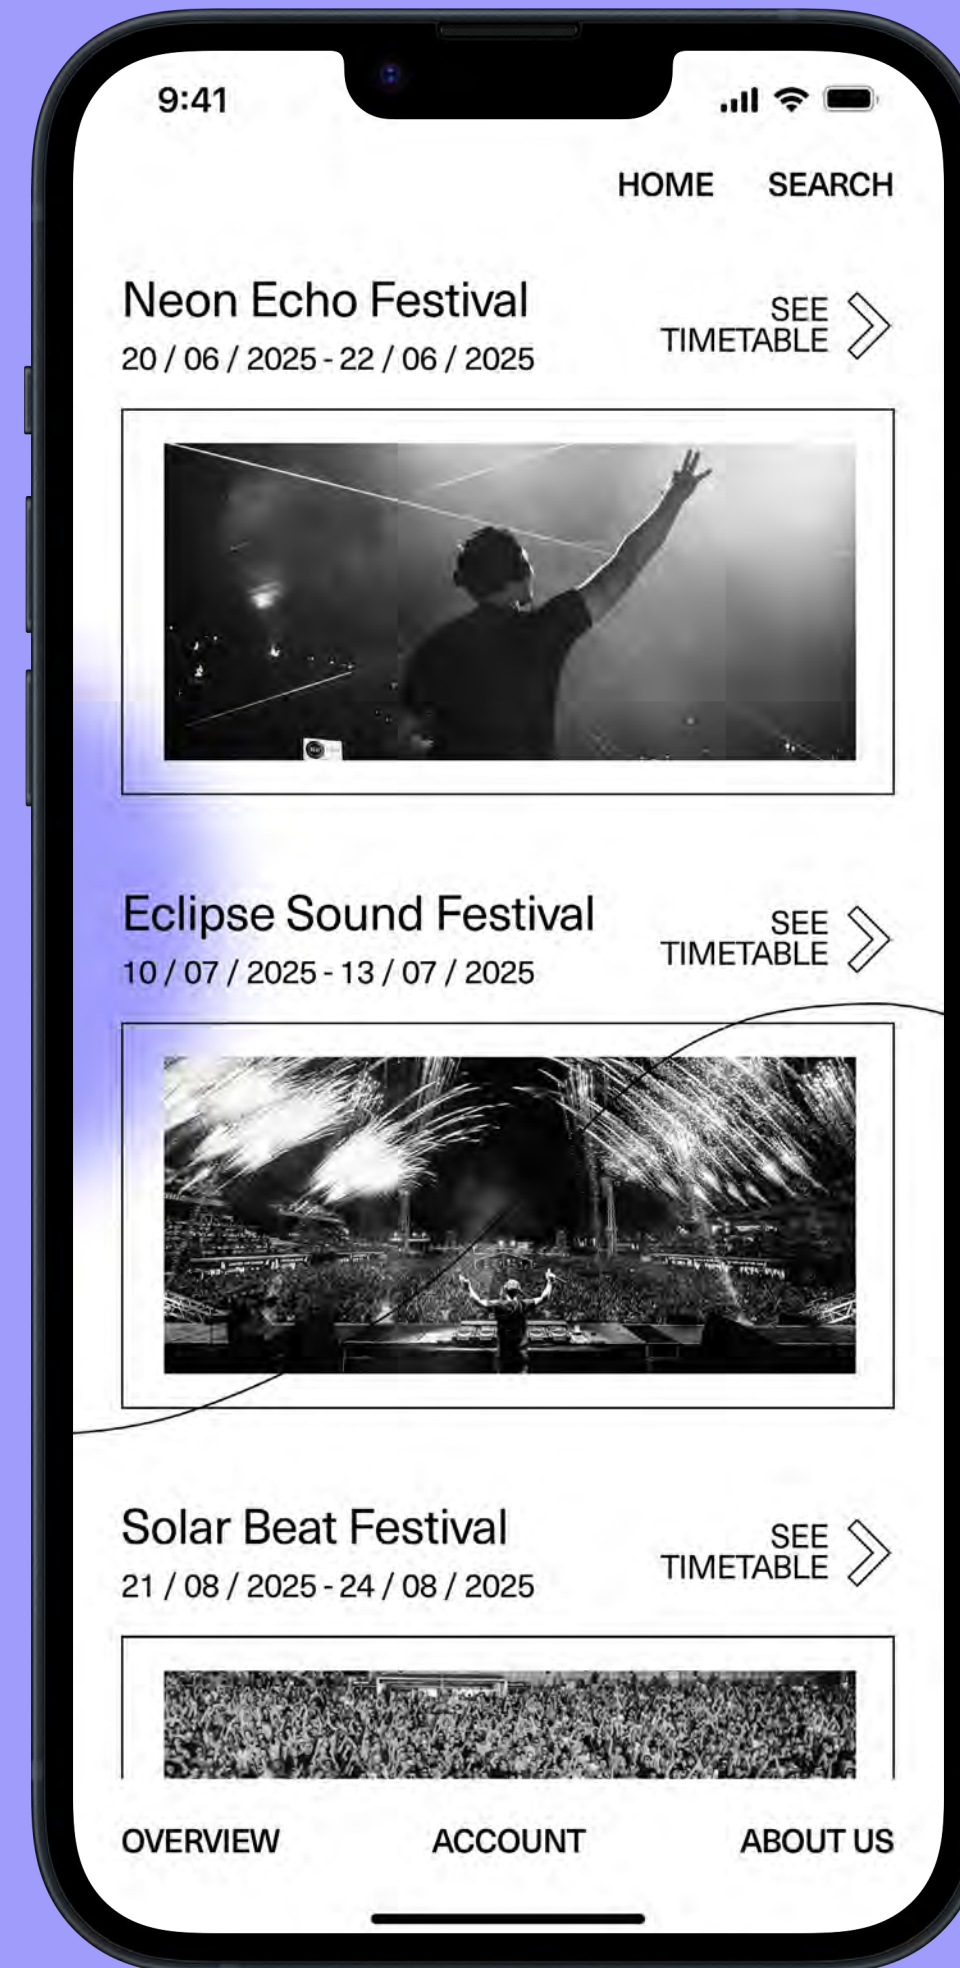 9:41
HOME SEARCH
Neon Echo Festival
20 / 06 / 2025 - 22 / 06 / 2025
SEE
TIMETABLE
Eclipse Sound Festival
10 / 07 / 2025 - 13 / 07 / 2025
SEE
TIMETABLE
Solar Beat Festival
21 / 08 / 2025 - 24 / 08 / 2025
SEE
TIMETABLE
OVERVIEW ACCOUNT ABOUT US